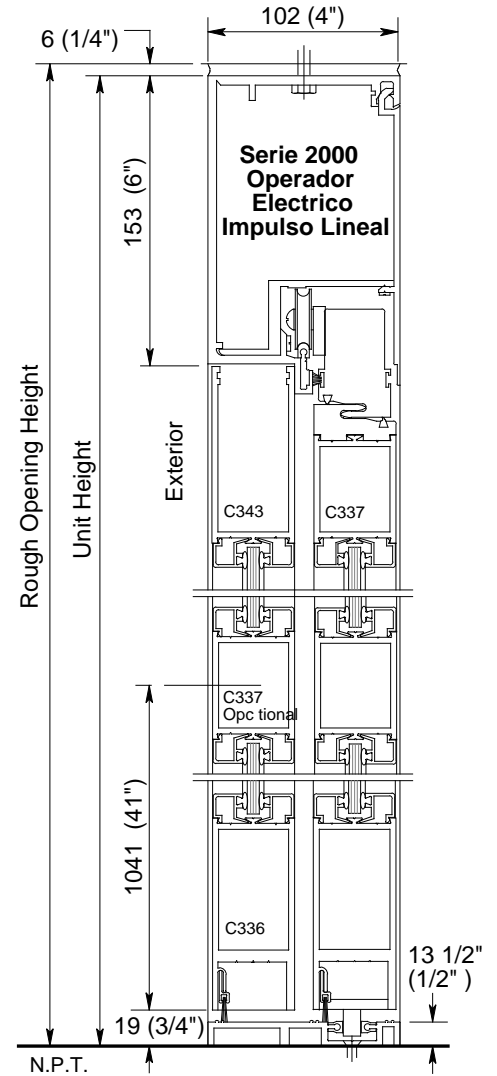 102 (4")
6 (1/4")
Serie 2000
Operador
Electrico
Impulso Lineal
153 (6")
Rough Opening Height
Unit Height
Exterior
C343
C337
C337
Opc tional
1041 (41")
C336
13 1/2"
(1/2" )
19 (3/4")
N.P.T.